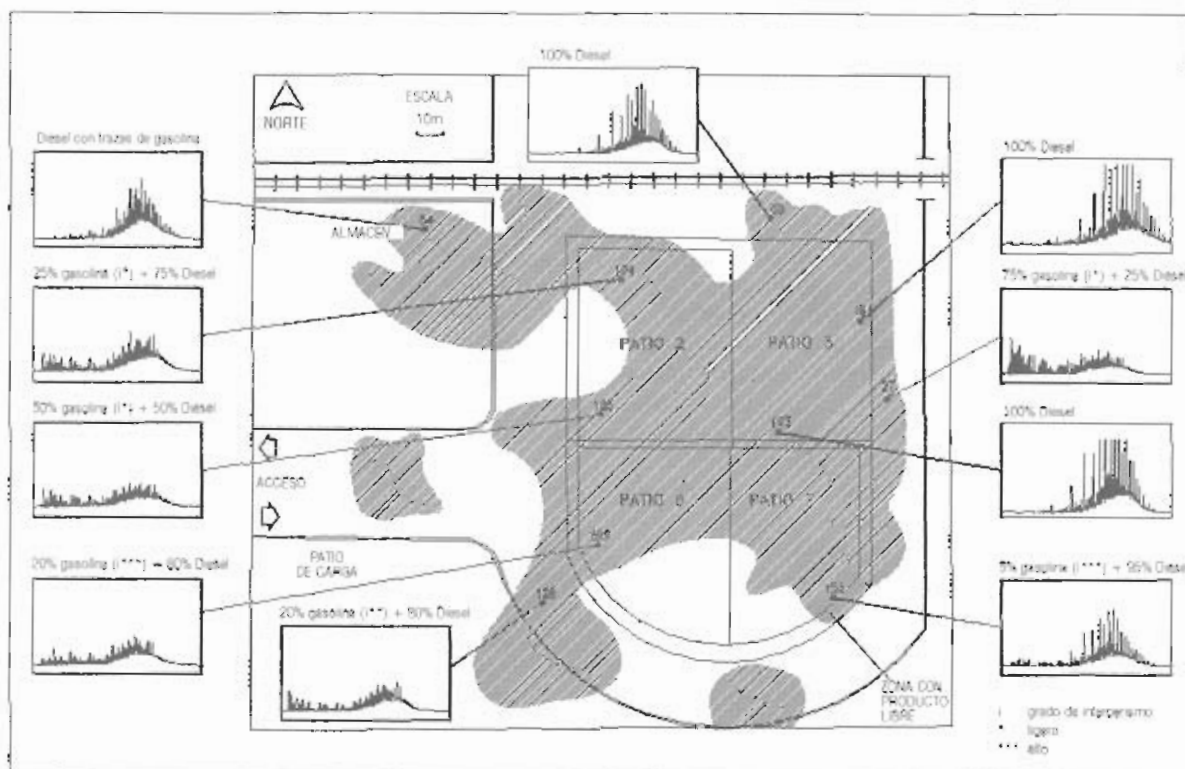 100% Diesel
NORTE
ESCALA
10m
Diesel con trazas de gasolina
25% gasolina (i*) + 75% Diesel
50% gasolina (i*) + 50% Diesel
20% gasolina (i***) + 80% Diesel
20% gasolina (i**) + 80% Diesel
100% Diesel
75% gasolina (i*) + 25% Diesel
100% Diesel
5% gasolina (i***) + 95% Diesel
ALMACEN
PATIO 2
PATIO 3
PATIO 6
PATIO 7
ACCESO
PATIO
DE CARGA
ZONA CON
PRODUCTO
LIBRE
i grado de intemperismo
* ligero
*** alto